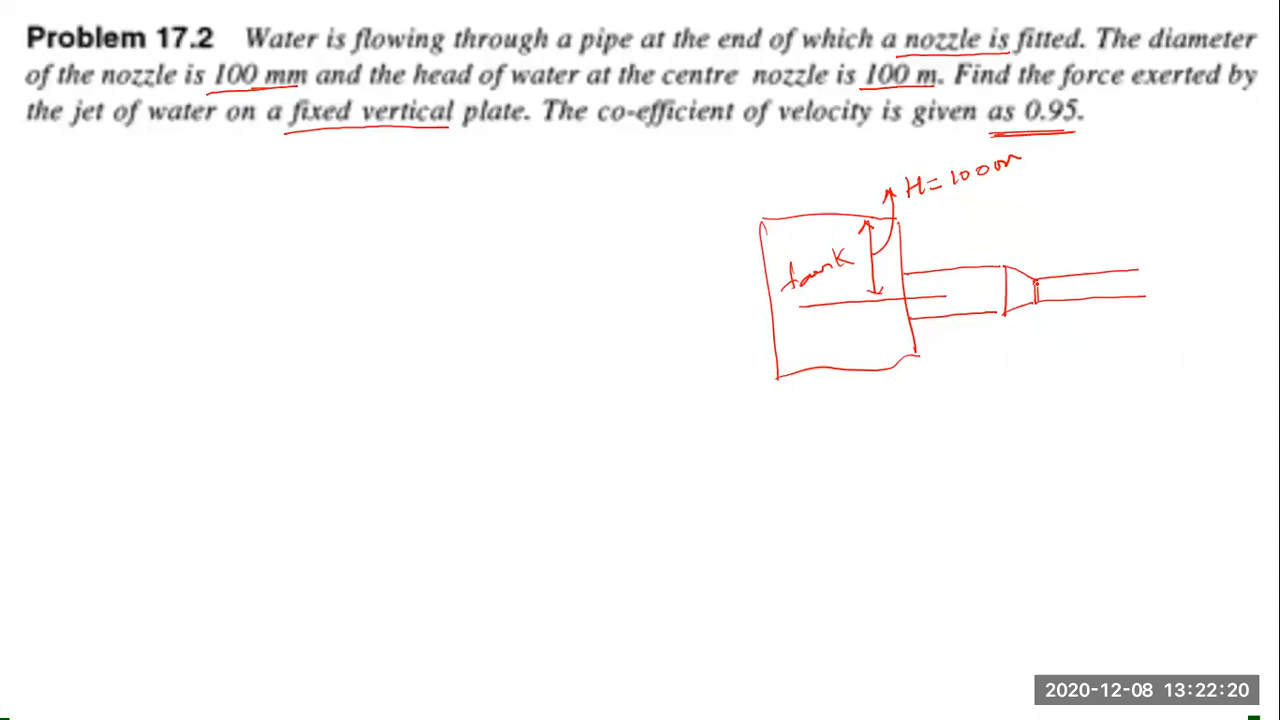 Problem 17.2 Water is flowing through a pipe at the end of which a nozzle is fitted. The diameter
of the nozzle is 100 mm and the head of water at the centre nozzle is 100 m. Find the force exerted by
the jet of water on a fixed vertical plate. The co-efficient of velocity is given as 0.95.
H = 100m
tank
2020-12-08 13:22:20